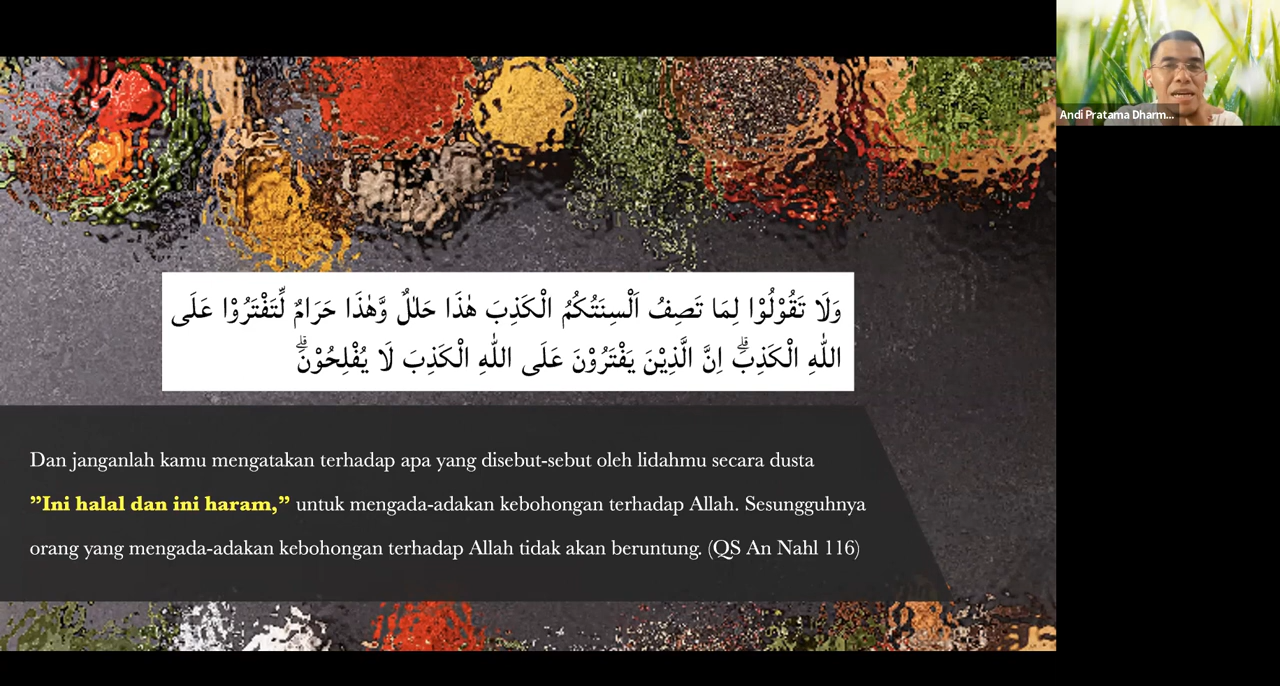 Andi Pratama Dharm...
وَلَا تَقُوْلُوْا لِمَا تَصِفُ اَلْسِنَتُكُمُ الْكَذِبَ هٰذَا حَلٰلٌ وَّهٰذَا حَرَامٌ لِّتَفْتَرُوْا عَلَى
اللّٰهِ الْكَذِبَۗ اِنَّ الَّذِيْنَ يَفْتَرُوْنَ عَلَى اللّٰهِ الْكَذِبَ لَا يُفْلِحُوْنَۗ
Dan janganlah kamu mengatakan terhadap apa yang disebut-sebut oleh lidahmu secara dusta
”Ini halal dan ini haram,” untuk mengada-adakan kebohongan terhadap Allah. Sesungguhnya
orang yang mengada-adakan kebohongan terhadap Allah tidak akan beruntung. (QS An Nahl 116)